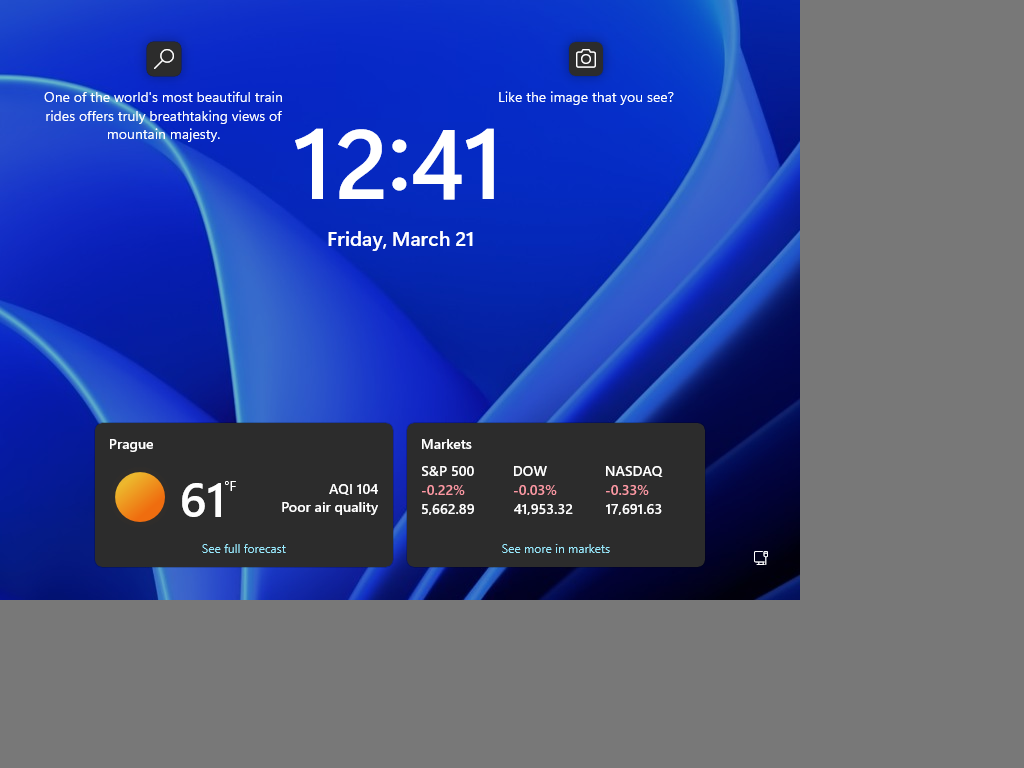 One of the world's most beautiful train
rides offers truly breathtaking views of
mountain majesty.
Like the image that you see?
12:41
Friday, March 21
Prague
61°F
AQI 104
Poor air quality
See full forecast
Markets
S&P 500 DOW NASDAQ
-0.22% -0.03% -0.33%
5,662.89 41,953.32 17,691.63
See more in markets